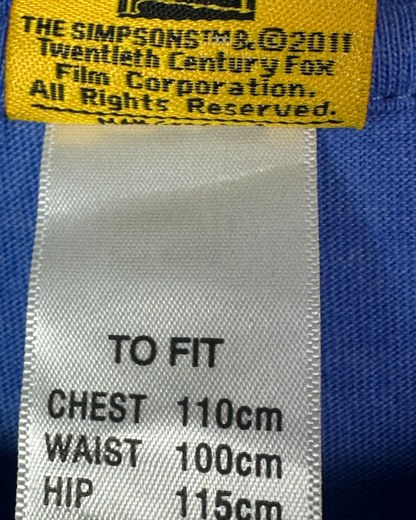 THE SIMPSONS™&©2011
Twentieth Century Fox
Film Corporation.
All Rights Reserved.
TO FIT
CHEST 110cm
WAIST 100cm
HIP 115cm